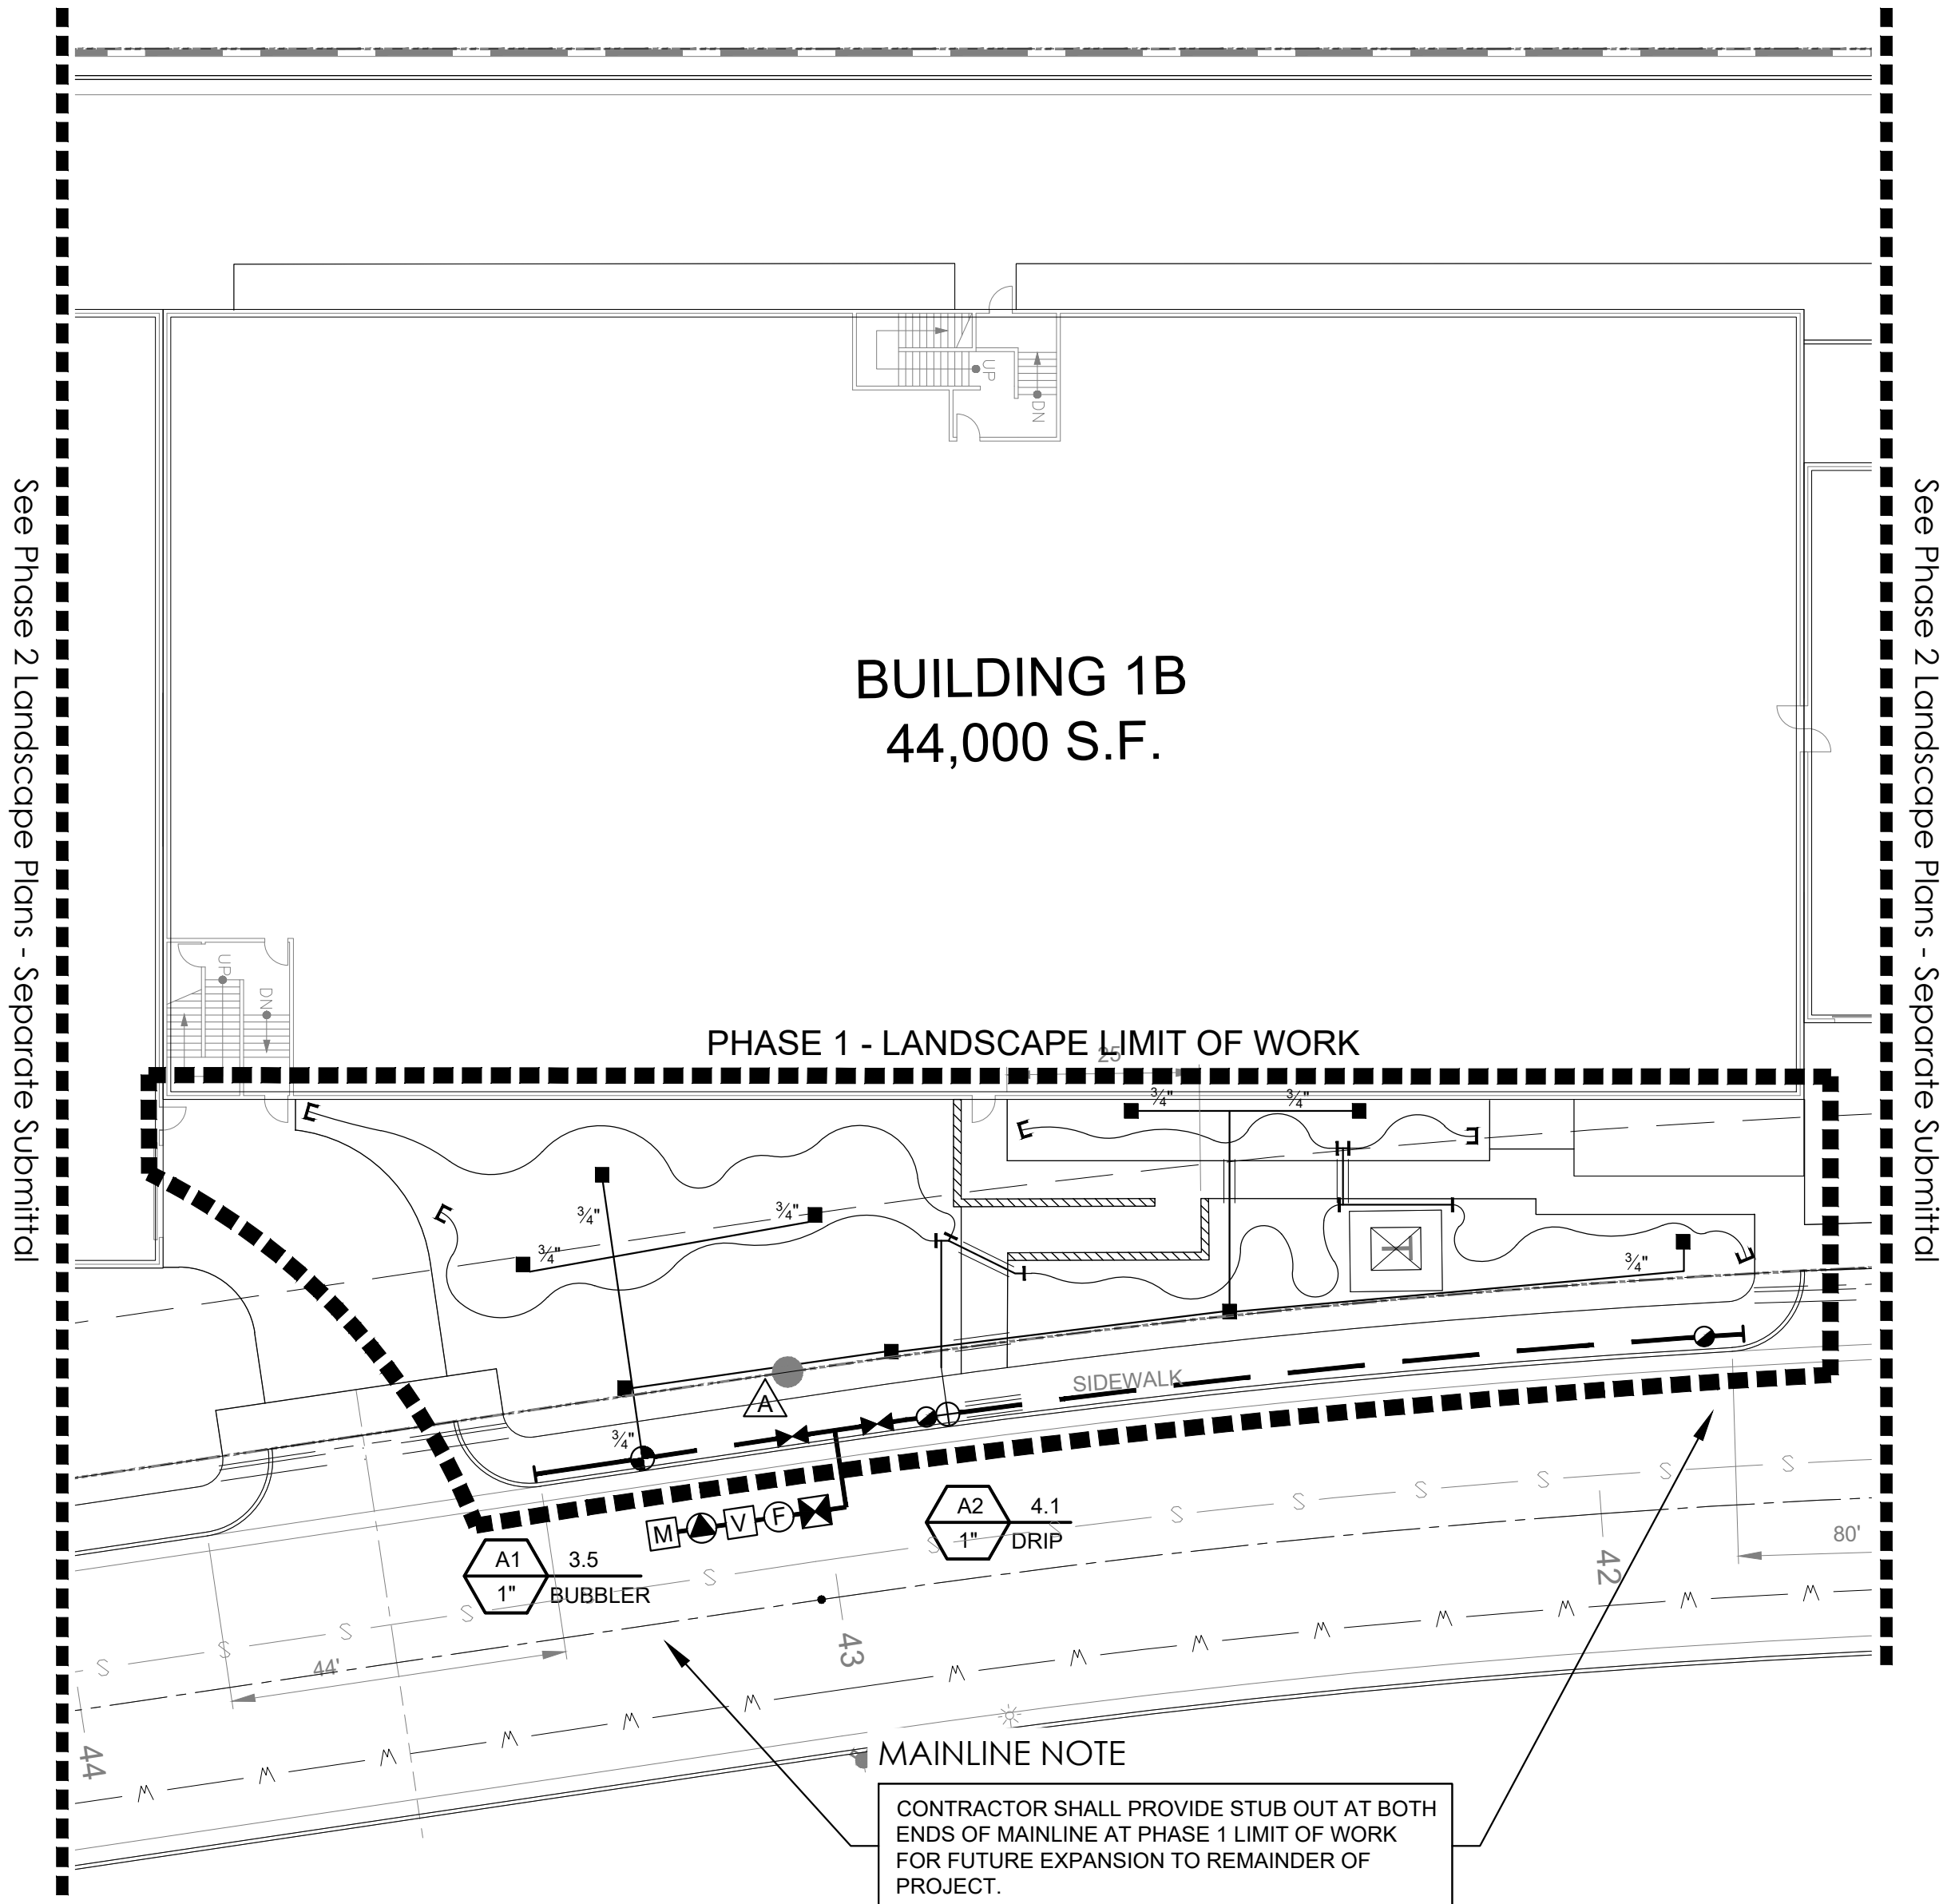 See Phase 2 Landscape Plans - Separate Submittal
See Phase 2 Landscape Plans - Separate Submittal
UP
DN
BUILDING 1B
44,000 S.F.
UP
DN
PHASE 1 - LANDSCAPE LIMIT OF WORK
25'
3/4"
3/4"
3/4"
3/4"
3/4"
3/4"
T
SIDEWALK
A
3/4"
M
V
F
A2
4.1
1"
DRIP
A1
3.5
1"
BUBBLER
S
S
S
S
S
S
S
S
S
S
S
S
80'
42
43
44'
44
W
W
W
W
W
W
W
W
W
W
W
W
W
W
MAINLINE NOTE
CONTRACTOR SHALL PROVIDE STUB OUT AT BOTH
ENDS OF MAINLINE AT PHASE 1 LIMIT OF WORK
FOR FUTURE EXPANSION TO REMAINDER OF
PROJECT.